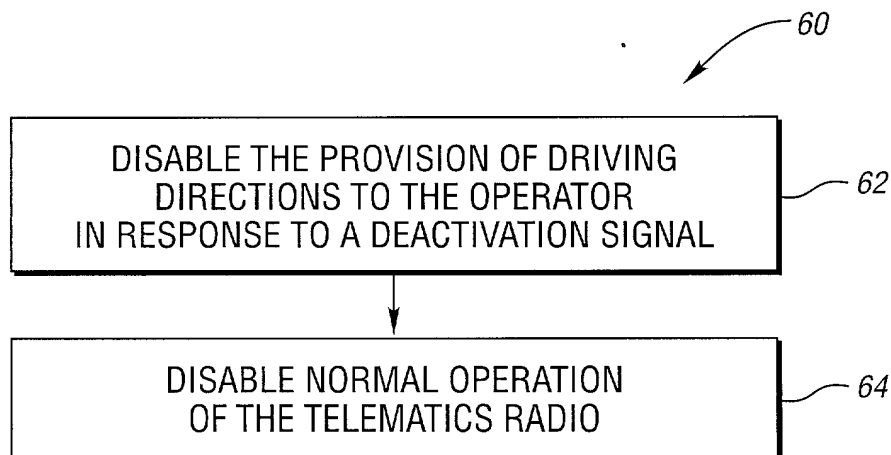 60
DISABLE THE PROVISION OF DRIVING
DIRECTIONS TO THE OPERATOR
IN RESPONSE TO A DEACTIVATION SIGNAL
62
DISABLE NORMAL OPERATION
OF THE TELEMATICS RADIO
64